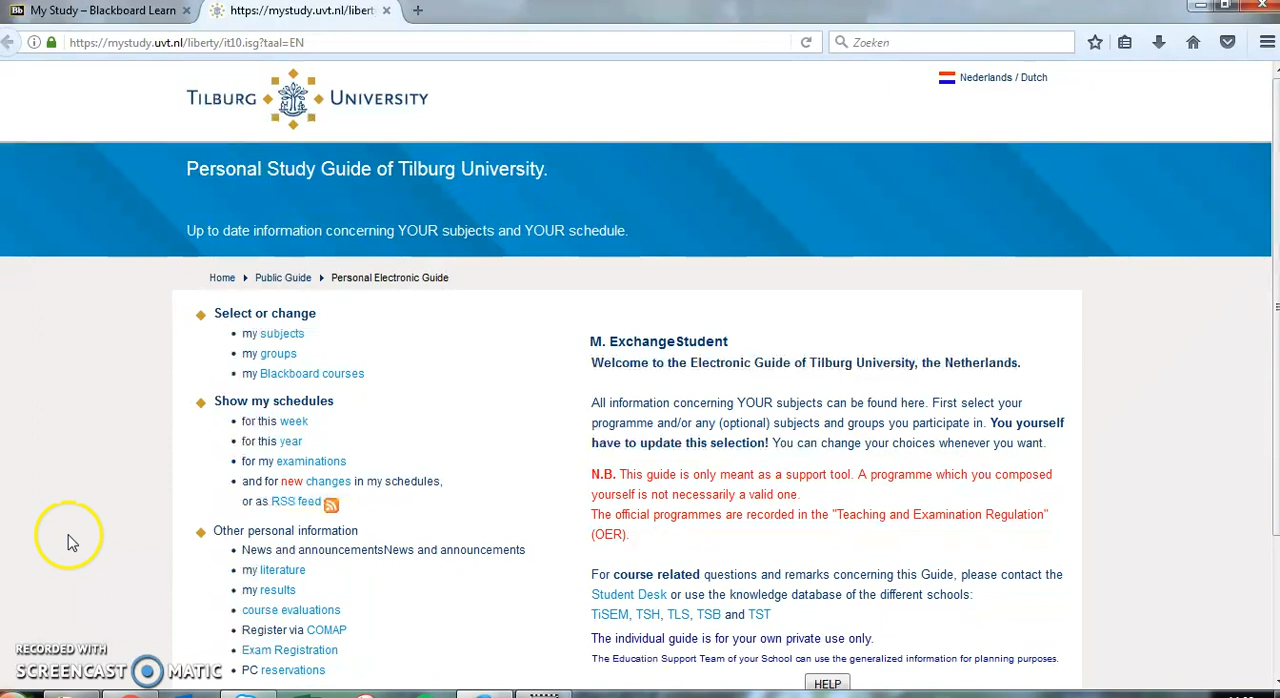 My Study – Blackboard Learn
https://mystudy.uvt.nl/libert
https://mystudy.uvt.nl/liberty/it10.isg?taal=EN
Zoeken
Nederlands / Dutch
TILBURG UNIVERSITY
Personal Study Guide of Tilburg University.
Up to date information concerning YOUR subjects and YOUR schedule.
Home Public Guide Personal Electronic Guide
Select or change
my subjects
my groups
my Blackboard courses
Show my schedules
for this week
for this year
for my examinations
and for new changes in my schedules,
or as RSS feed
Other personal information
News and announcementsNews and announcements
my literature
my results
course evaluations
Register via COMAP
Exam Registration
PC reservations
M. ExchangeStudent
Welcome to the Electronic Guide of Tilburg University, the Netherlands.
All information concerning YOUR subjects can be found here. First select your
programme and/or any (optional) subjects and groups you participate in. You yourself
have to update this selection! You can change your choices whenever you want.
N.B. This guide is only meant as a support tool. A programme which you composed
yourself is not necessarily a valid one.
The official programmes are recorded in the "Teaching and Examination Regulation"
(OER).
For course related questions and remarks concerning this Guide, please contact the
Student Desk or use the knowledge database of the different schools:
TiSEM, TSH, TLS, TSB and TST
The individual guide is for your own private use only.
The Education Support Team of your School can use the generalized information for planning purposes.
HELP
RECORDED WITH
SCREENCAST MATIC